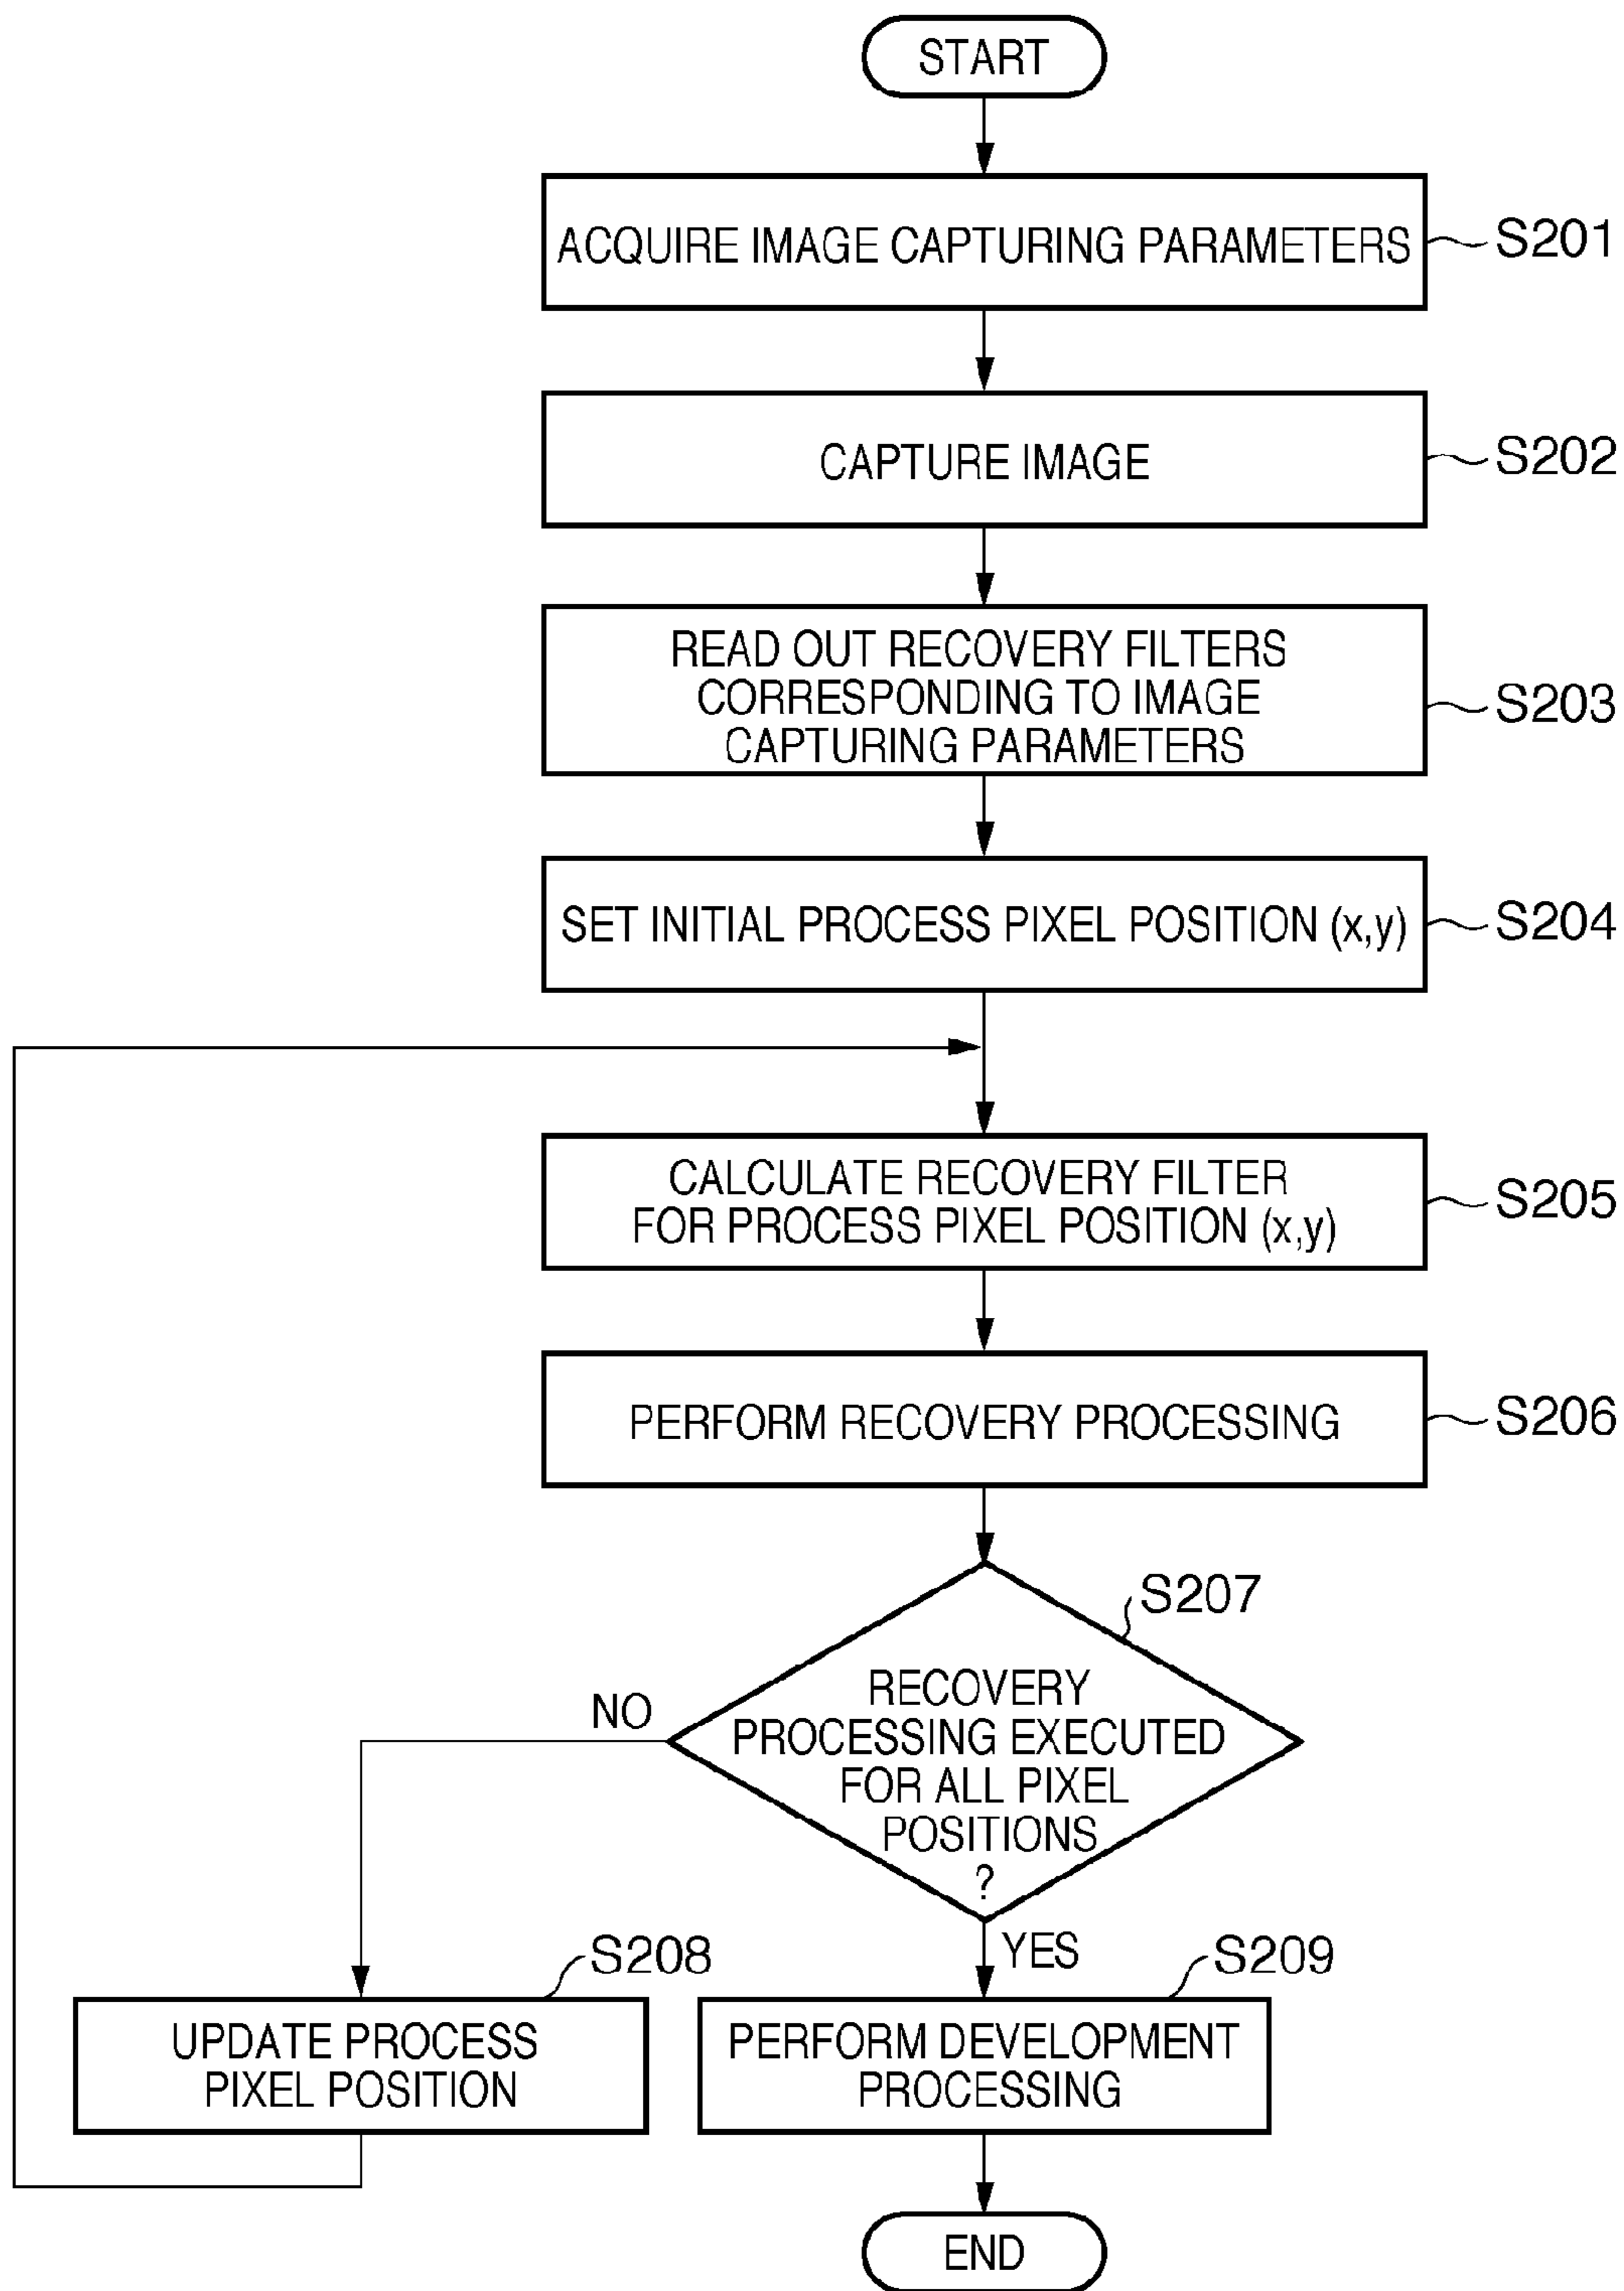 START
ACQUIRE IMAGE CAPTURING PARAMETERS
S201
CAPTURE IMAGE
S202
READ OUT RECOVERY FILTERS
CORRESPONDING TO IMAGE
CAPTURING PARAMETERS
S203
SET INITIAL PROCESS PIXEL POSITION (x,y)
S204
CALCULATE RECOVERY FILTER
FOR PROCESS PIXEL POSITION (x,y)
S205
PERFORM RECOVERY PROCESSING
S206
S207
RECOVERY
PROCESSING EXECUTED
FOR ALL PIXEL
POSITIONS
?
NO
YES
S208
UPDATE PROCESS
PIXEL POSITION
S209
PERFORM DEVELOPMENT
PROCESSING
END